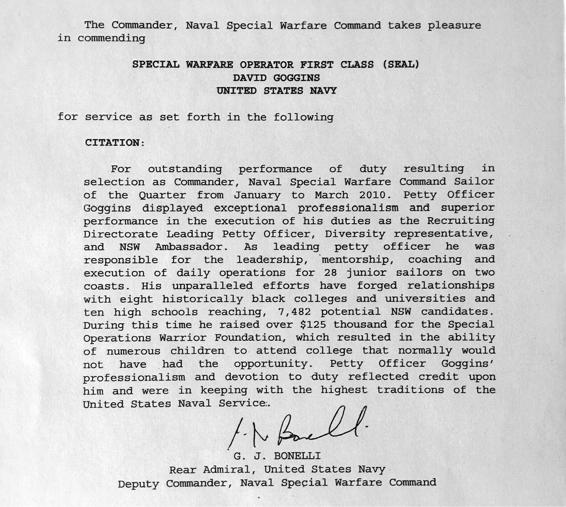 The Commander, Naval Special Warfare Command takes pleasure
in commending
SPECIAL WARFARE OPERATOR FIRST CLASS (SEAL)
DAVID GOGGINS
UNITED STATES NAVY
for service as set forth in the following
CITATION:
For outstanding performance of duty resulting in
selection as Commander, Naval Special Warfare Command Sailor
of the Quarter from January to March 2010. Petty Officer
Goggins displayed exceptional professionalism and superior
performance in the execution of his duties as the Recruiting
Directorate Leading Petty Officer, Diversity representative,
and NSW Ambassador. As leading petty officer he was
responsible for the leadership, mentorship, coaching and
execution of daily operations for 28 junior sailors on two
coasts. His unparalleled efforts have forged relationships
with eight historically black colleges and universities and
ten high schools reaching, 7,482 potential NSW candidates.
During this time he raised over $125 thousand for the Special
Operations Warrior Foundation, which resulted in the ability
of numerous children to attend college that normally would
not have had the opportunity. Petty Officer Goggins'
professionalism and devotion to duty reflected credit upon
him and were in keeping with the highest traditions of the
United States Naval Service.
G. J. BONELLI
Rear Admiral, United States Navy
Deputy Commander, Naval Special Warfare Command